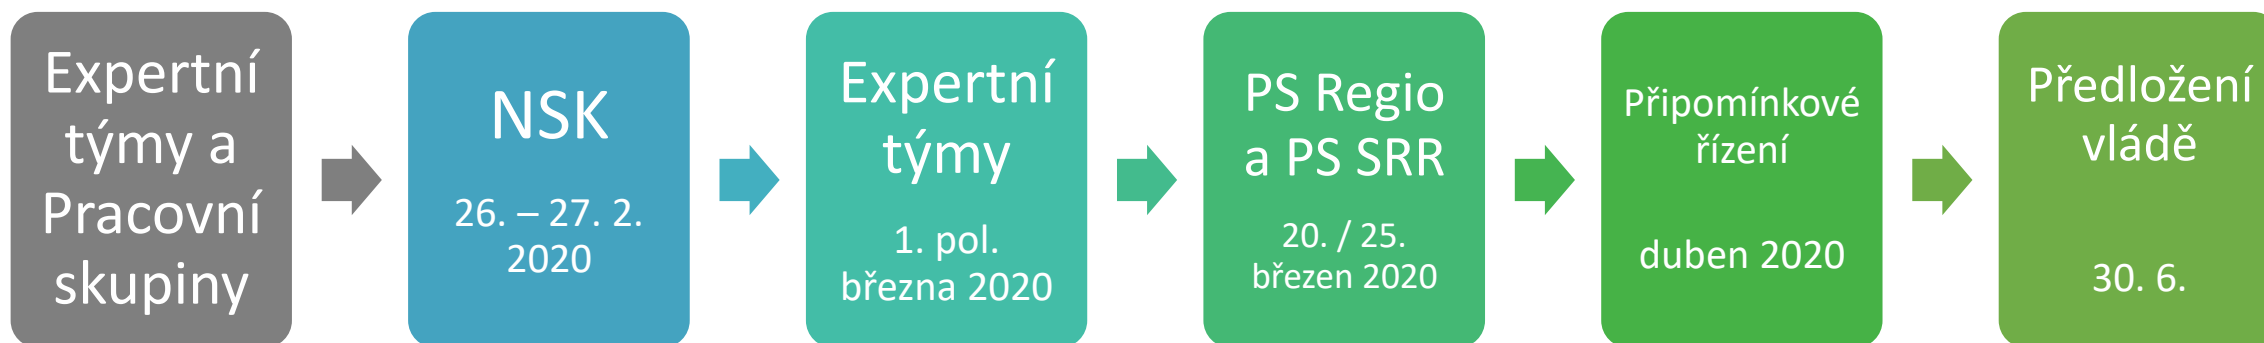 Expertní
týmy a
Pracovní
skupiny
NSK
26. – 27. 2.
2020
Expertní
týmy
1. pol.
března 2020
PS Regio
a PS SRR
20. / 25.
březen 2020
Připomínkové
řízení
duben 2020
Předložení
vládě
30. 6.